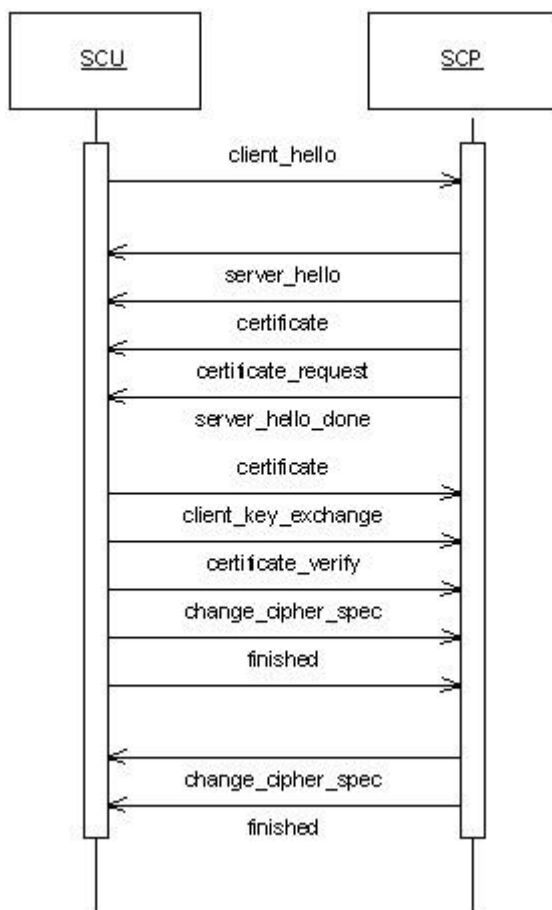 SCU
SCP
client_hello
server_hello
certificate
certificate_request
server_hello_done
certificate
client_key_exchange
certificate_verify
change_cipher_spec
finished
change_cipher_spec
finished